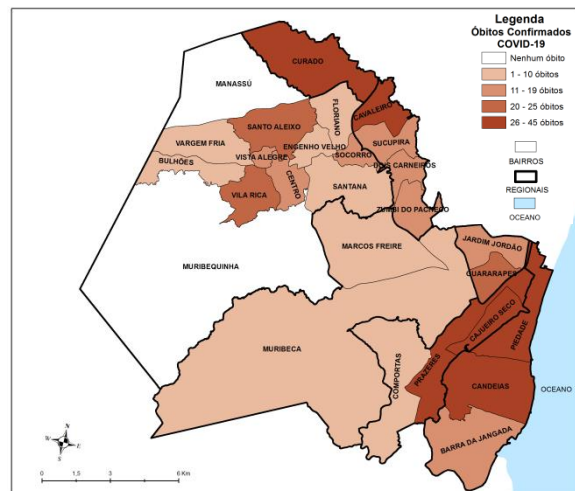 Legenda
Óbitos Confirmados
COVID-19
Nenhum óbito
1 - 10 óbitos
11 - 19 óbitos
20 - 25 óbitos
26 - 45 óbitos
BAIRROS
REGIONAIS
OCEANO
CURADO
MANASSÚ
CAVALEIRO
FLORIANO
SANTO ALEIXO
SUCUPIRA
VARGEM FRIA
ENGENHO VELHO
BULHÕES
VISTA ALEGRE
SOCORRO
DOIS CARNEIROS
CENTRO
VILA RICA
SANTANA
ZUMBI DO PACHECO
MARCOS FREIRE
JARDIM JORDÃO
MURIBEQUINHA
GUARARAPES
CAJUEIRO SECO
PIEDADE
MURIBECA
COMPORTAS
PRAZERES
CANDEIAS
OCEANO
BARRA DA JANGADA
N
W
E
S
0 1,5 3 6 Km